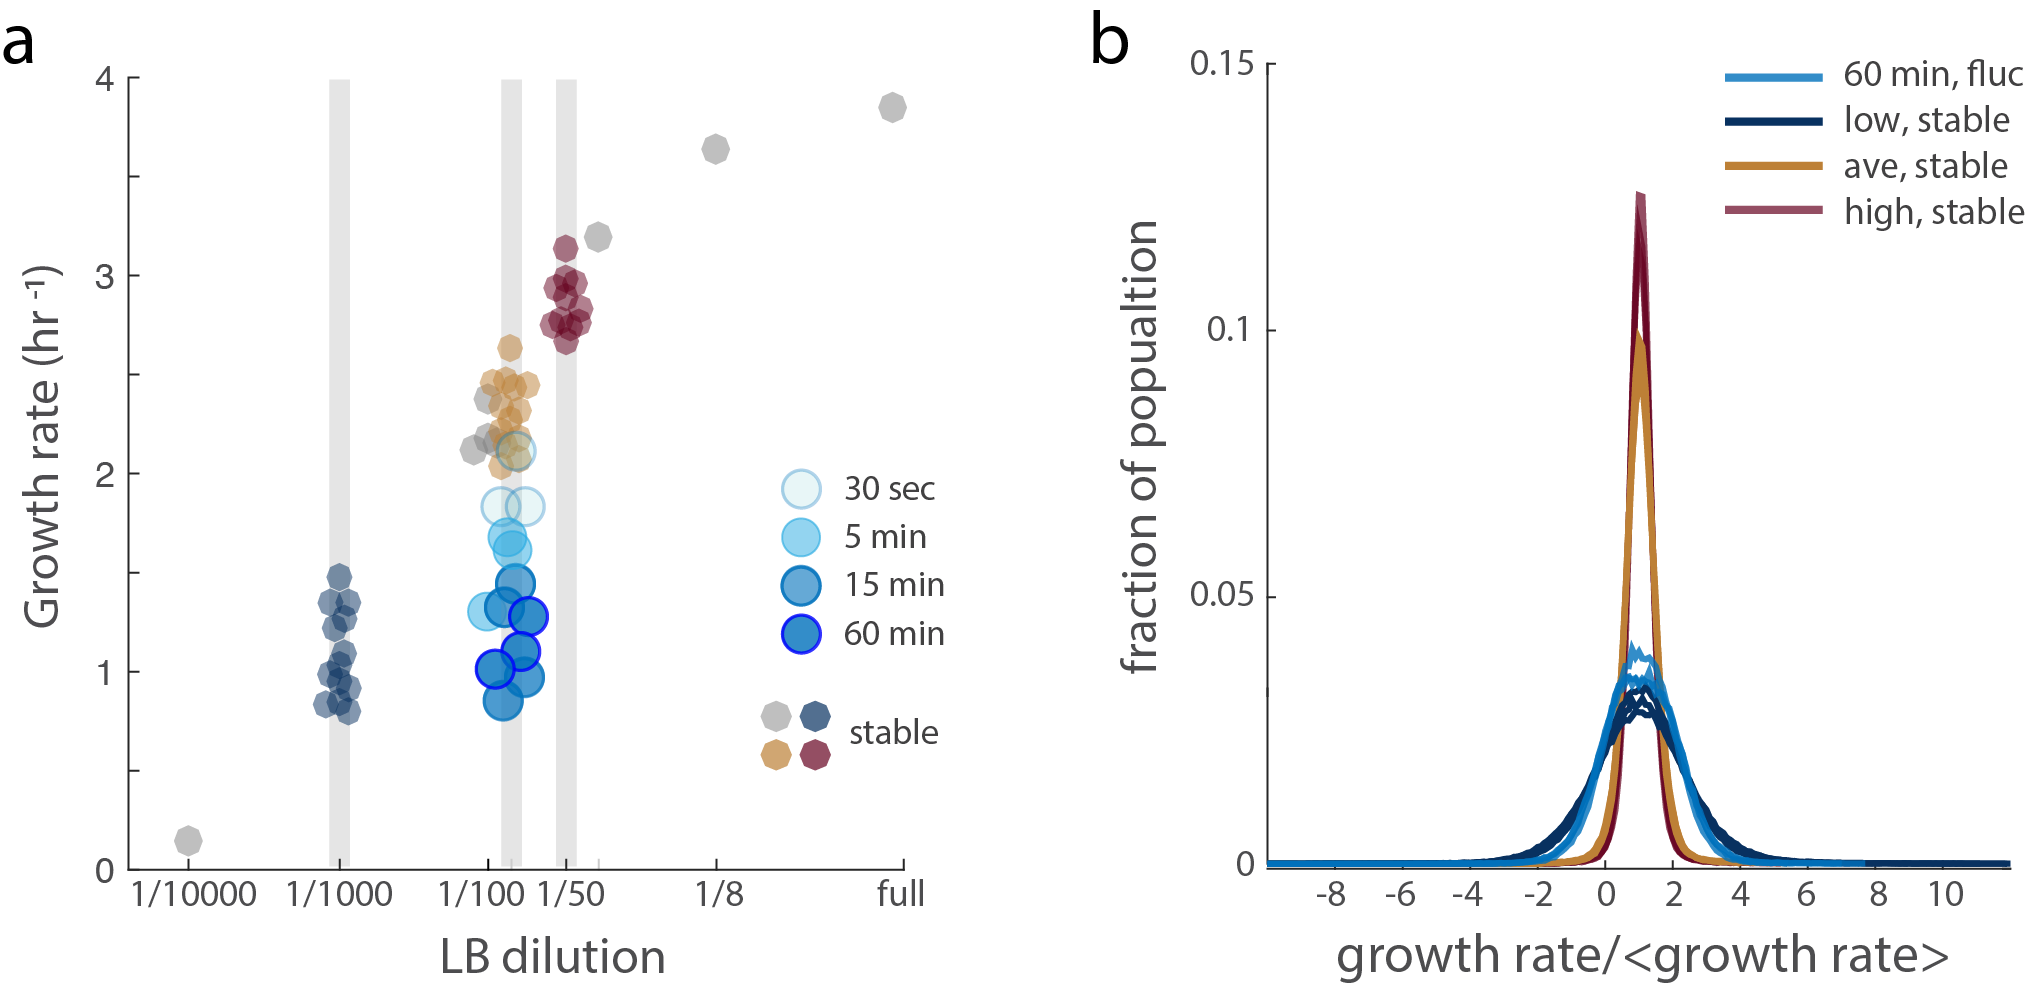 a
4
3
2
1
0
Growth rate (hr ⁻¹)
1/10000 1/1000 1/100 1/50 1/8 full
LB dilution
30 sec
5 min
15 min
60 min
stable
b
0.15
0.1
0.05
0
fraction of popualtion
60 min, fluc
low, stable
ave, stable
high, stable
-8 -6 -4 -2 0 2 4 6 8 10
growth rate/<growth rate>